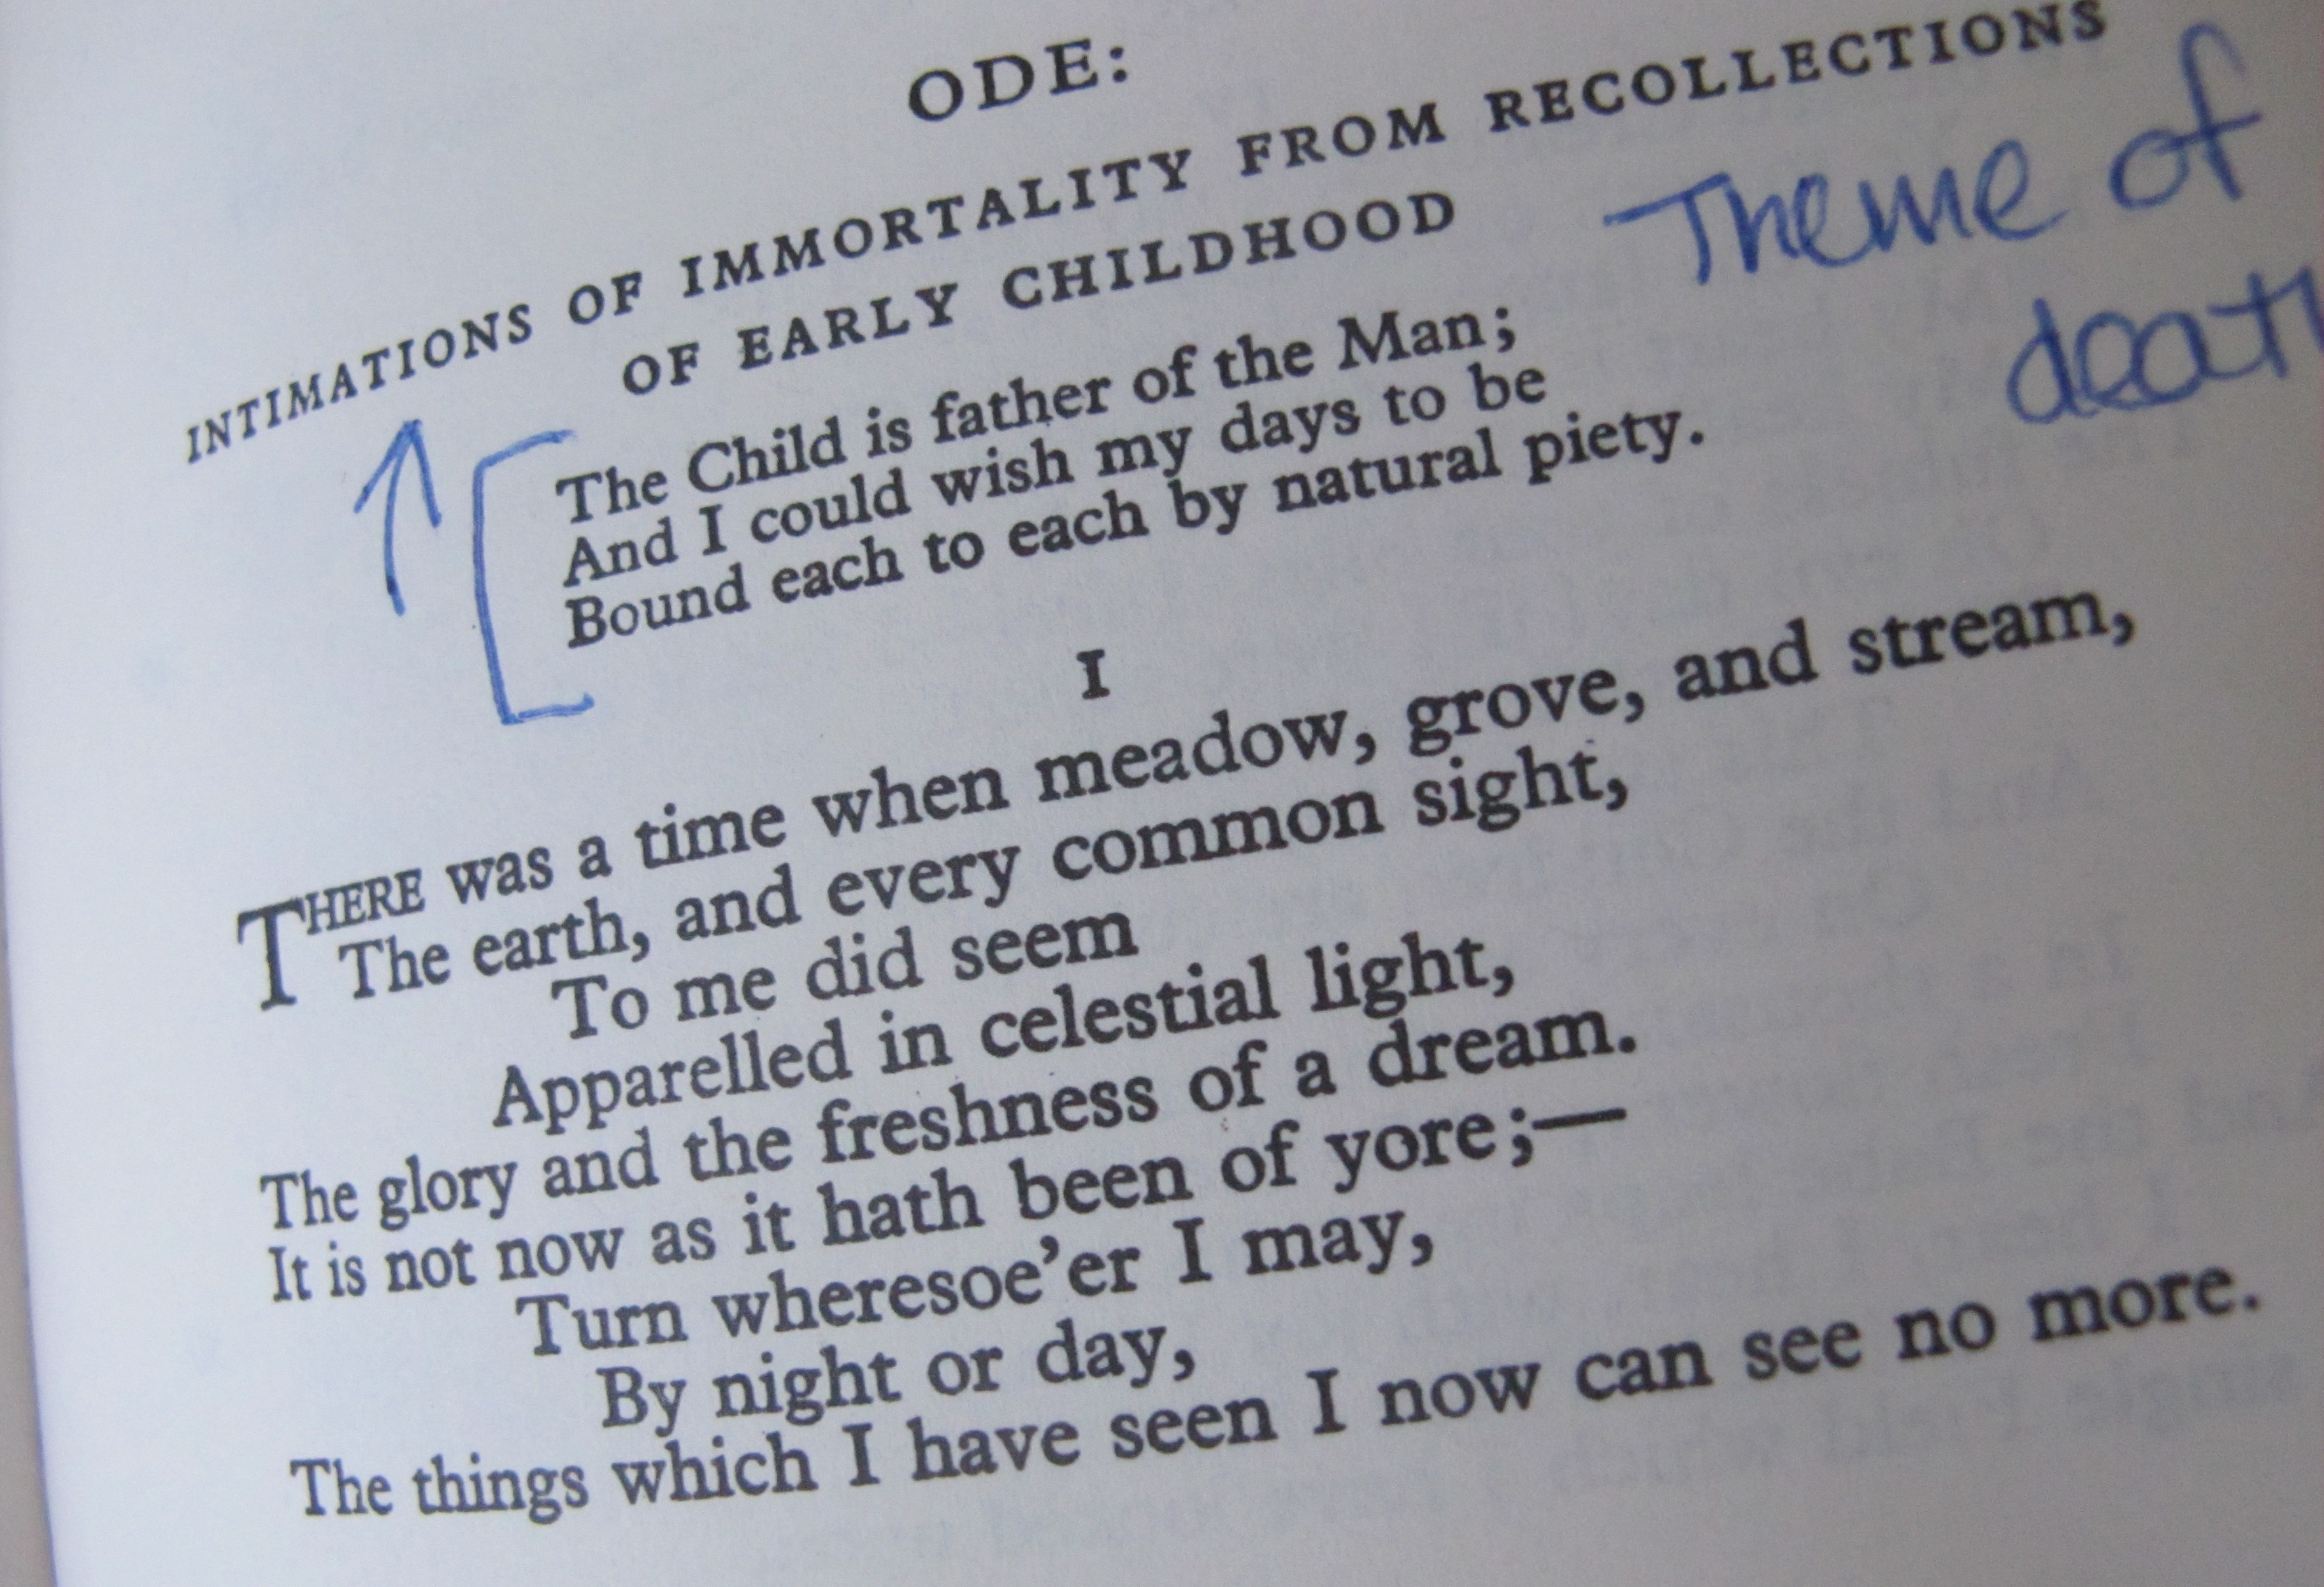 ODE:
INTIMATIONS OF IMMORTALITY FROM RECOLLECTIONS
OF EARLY CHILDHOOD
Theme of
death
The Child is father of the Man;
And I could wish my days to be
Bound each to each by natural piety.
I
THERE was a time when meadow, grove, and stream,
The earth, and every common sight,
To me did seem
Apparelled in celestial light,
The glory and the freshness of a dream.
It is not now as it hath been of yore;—
Turn wheresoe'er I may,
By night or day,
The things which I have seen I now can see no more.